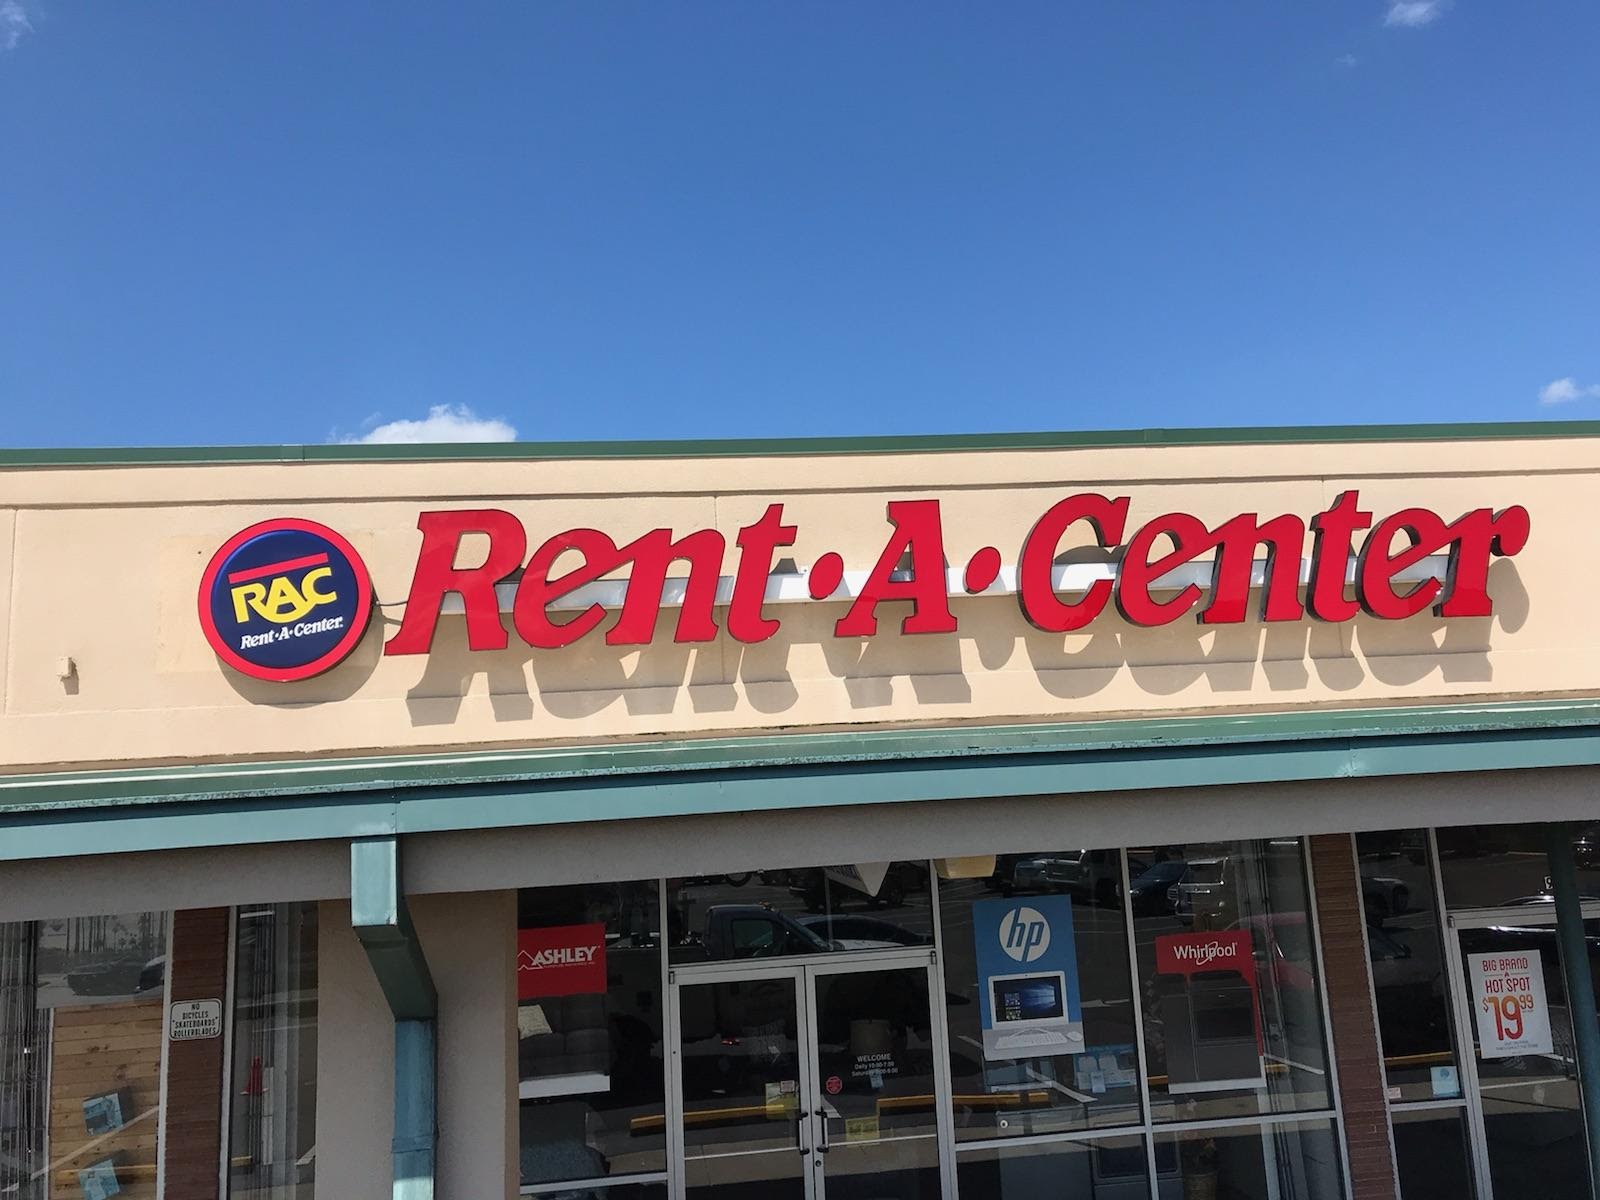 RAC
Rent-A-Center.
Rent·A·Center
ASHLEY
hp
Whirlpool
BIG BRAND
HOT SPOT
$19.99
NO
BICYCLES
"SKATEBOARDS"
ROLLERBLADES
WELCOME